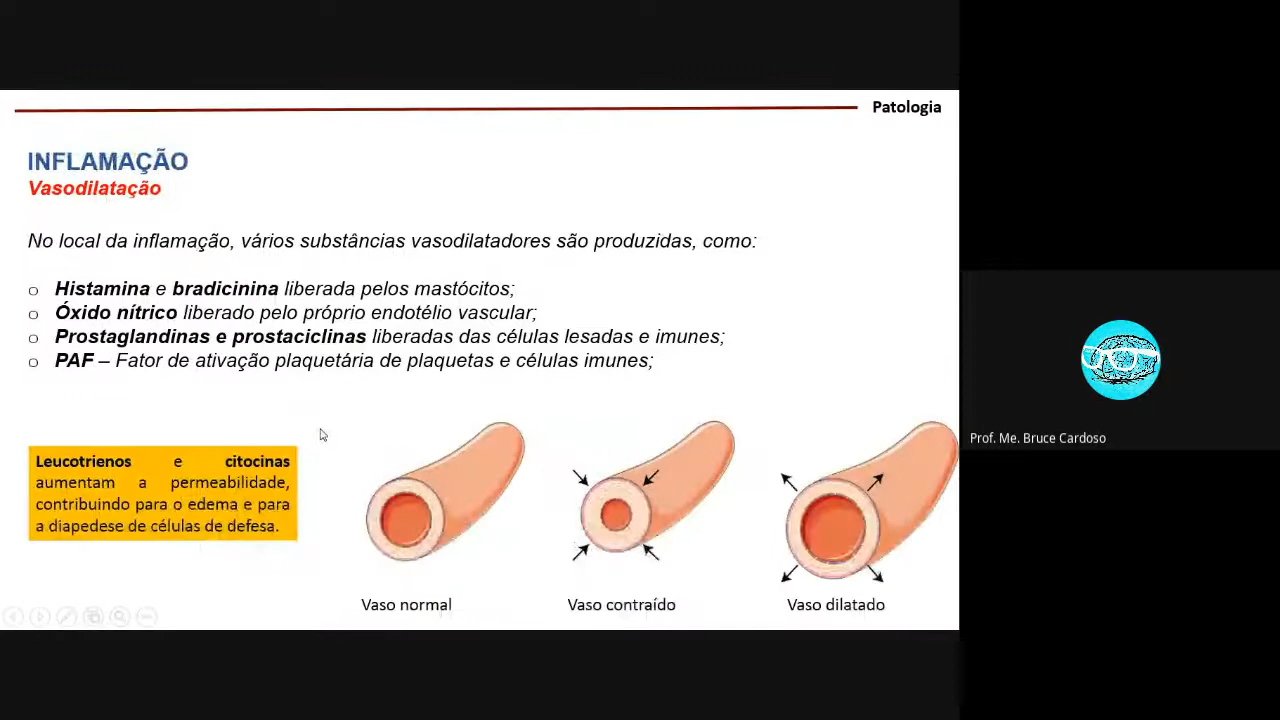 Patologia
INFLAMAÇÃO
Vasodilatação
No local da inflamação, vários substâncias vasodilatadores são produzidas, como:
o Histamina e bradicinina liberada pelos mastócitos;
o Óxido nítrico liberado pelo próprio endotélio vascular;
o Prostaglandinas e prostaciclinas liberadas das células lesadas e imunes;
o PAF – Fator de ativação plaquetária de plaquetas e células imunes;
Leucotrienos e citocinas
aumentam a permeabilidade,
contribuindo para o edema e para
a diapedese de células de defesa.
Vaso normal
Vaso contraído
Vaso dilatado
Prof. Me. Bruce Cardoso